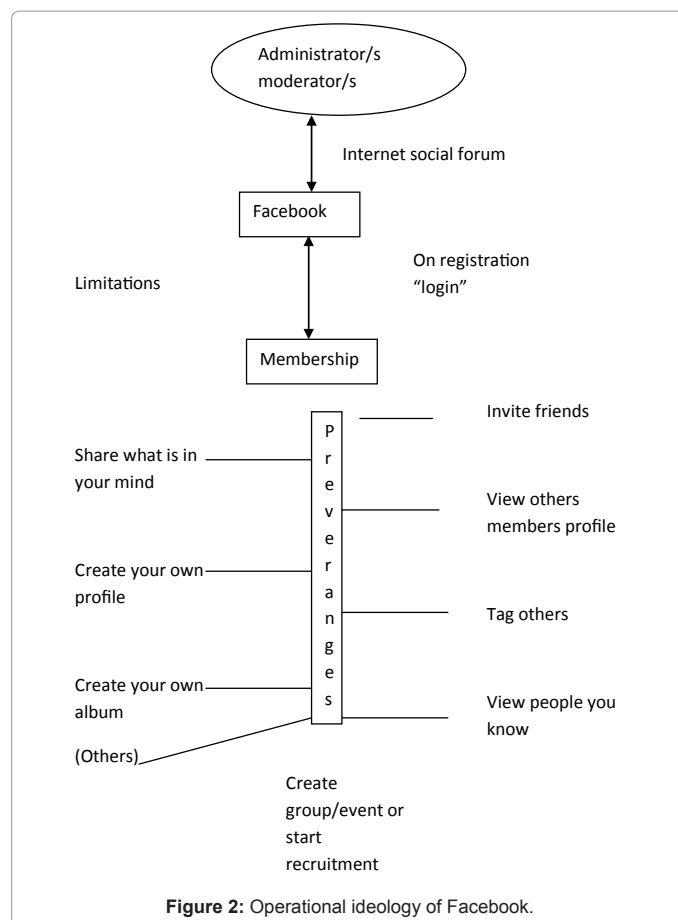 Administrator/s
moderator/s
Internet social forum
Facebook
Limitations
On registration
“login”
Membership
Invite friends
P
r
e
v
e
r
a
n
g
e
s
Share what is in
your mind
View others
members profile
Create your own
profile
Tag others
Create your own
album
View people you
know
(Others)
Create
group/event or
start
recruitment
Figure 2: Operational ideology of Facebook.